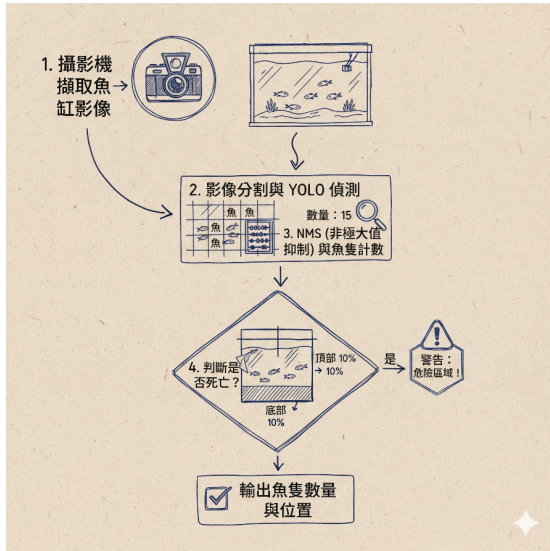 1. 攝影機
擷取魚
缸影像
2. 影像分割與 YOLO 偵測
魚 魚
魚
魚
數量：15
3. NMS (非極大值
抑制) 與魚隻計數
4. 判斷是
否死亡？
頂部 10%
→ 10%
底部
10%
是
警告：
危險區域！
輸出魚隻數量
與位置